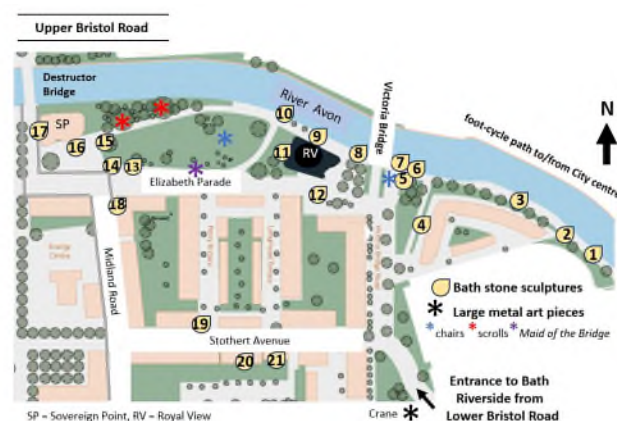 Upper Bristol Road
Destructor
Bridge
River Avon
Victoria Bridge
foot-cycle path to/from City centre
N
17
SP
16
15
14
13
10
9
11
RV
8
7
6
5
12
Elizabeth Parade
18
4
3
2
1
Midland Road
Bath stone sculptures
Large metal art pieces
chairs scrolls Maid of the Bridge
19
Stothert Avenue
20
21
Entrance to Bath
Riverside from
Lower Bristol Road
Crane
SP = Sovereign Point, RV = Royal View